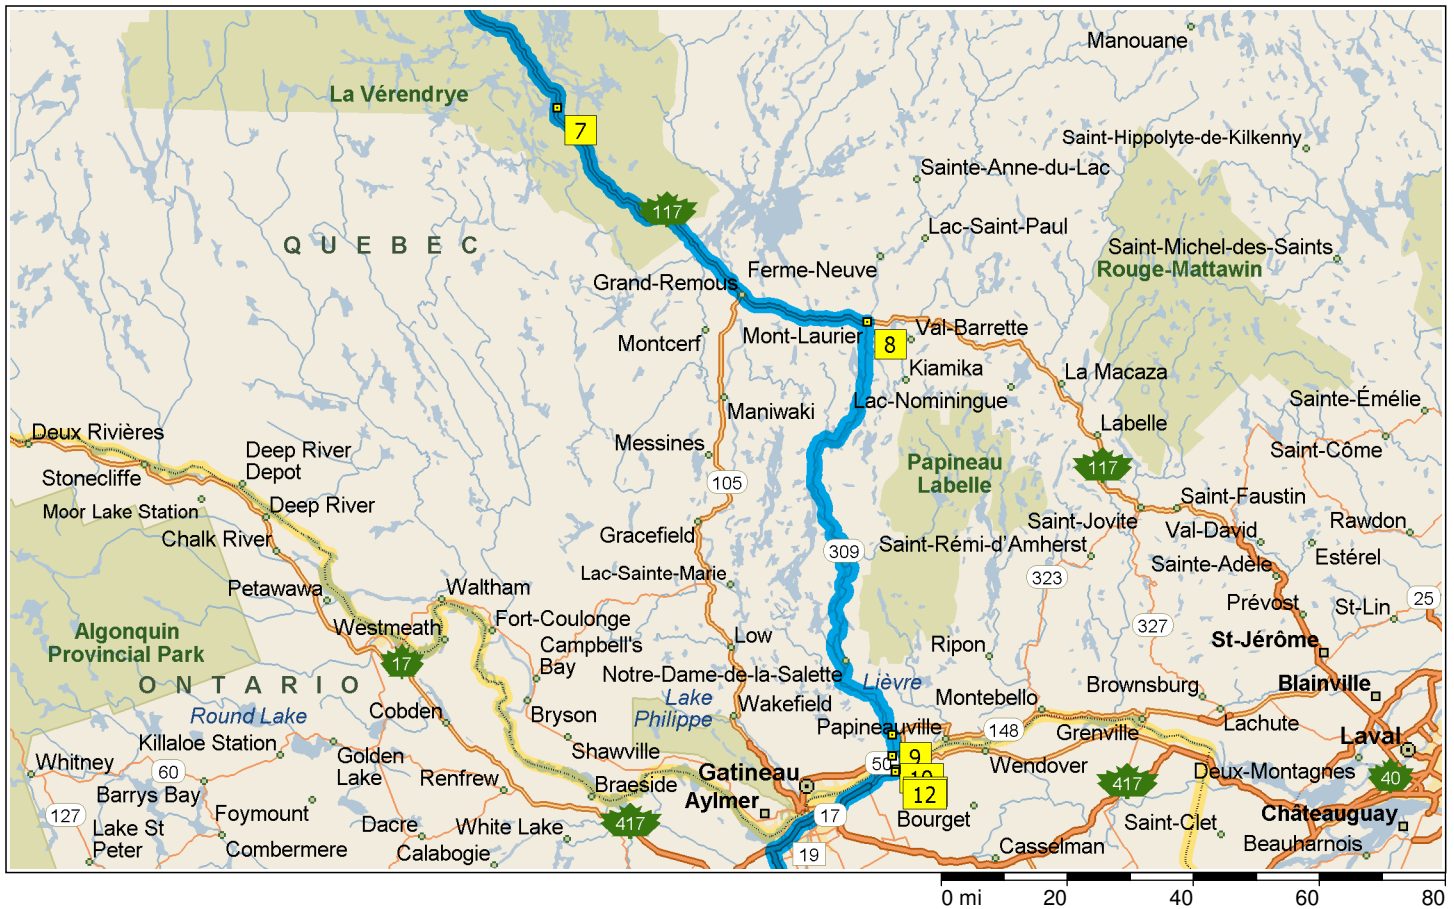 Manouane
La Vérendrye
7
Saint-Hippolyte-de-Kilkenny
Sainte-Anne-du-Lac
117
Lac-Saint-Paul
QUEBEC
Saint-Michel-des-Saints
Rouge-Mattawin
Ferme-Neuve
Grand-Remous
Val-Barrette
Mont-Laurier
8
Montcerf
Kiamika
La Macaza
Lac-Nominingue
Sainte-Émélie
Maniwaki
Labelle
Deux Rivières
Messines
Saint-Côme
Deep River
Depot
Stonecliffe
Papineau
Labelle
117
105
Saint-Faustin
Moor Lake Station
Deep River
Saint-Jovite
Val-David
Rawdon
Chalk River
Gracefield
309
Saint-Rémi-d'Amherst
Estérel
Sainte-Adèle
Lac-Sainte-Marie
323
Petawawa
Waltham
Prévost
St-Lin
25
Fort-Coulonge
Westmeath
327
Algonquin
Provincial Park
Campbell's
Bay
Low
Ripon
St-Jérôme
17
Notre-Dame-de-la-Salette
Lièvre
ONTARIO
Brownsburg
Blainville
Lake
Philippe
Wakefield
Montebello
Round Lake
Cobden
Bryson
Papineauville
148
Grenville
Lachute
Laval
Killaloe Station
Golden
Lake
Shawville
9
50
Wendover
Whitney
60
Renfrew
Gatineau
10
417
Deux-Montagnes
40
Barrys Bay
Braeside
Aylmer
12
Foymount
127
417
17
Bourget
Saint-Clet
Châteauguay
Lake St
Peter
Dacre
White Lake
Combermere
Calabogie
19
Casselman
Beauharnois
0 mi
20
40
60
80